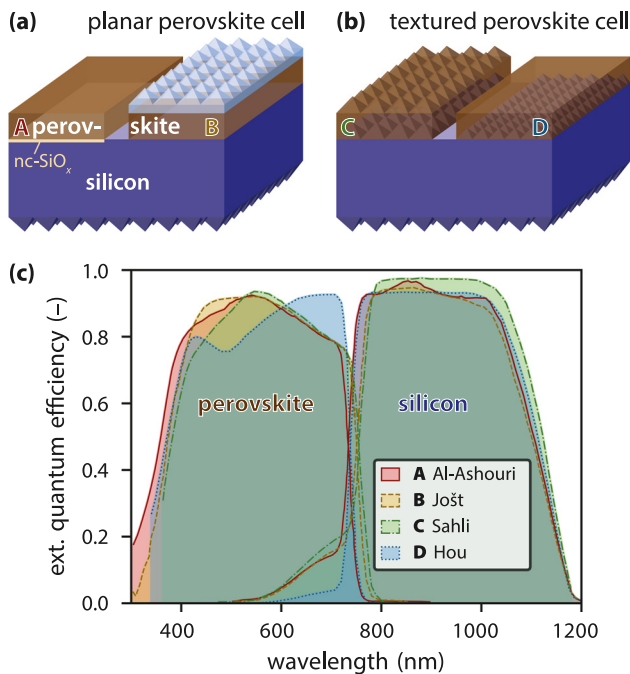 (a) planar perovskite cell
(b) textured perovskite cell
A perov- skite B
nc-SiOₓ
silicon
C D
(c)
1.0
0.8
0.6
0.4
0.2
0.0
ext. quantum efficiency (–)
perovskite silicon
A Al-Ashouri
B Jošt
C Sahli
D Hou
400 600 800 1000 1200
wavelength (nm)